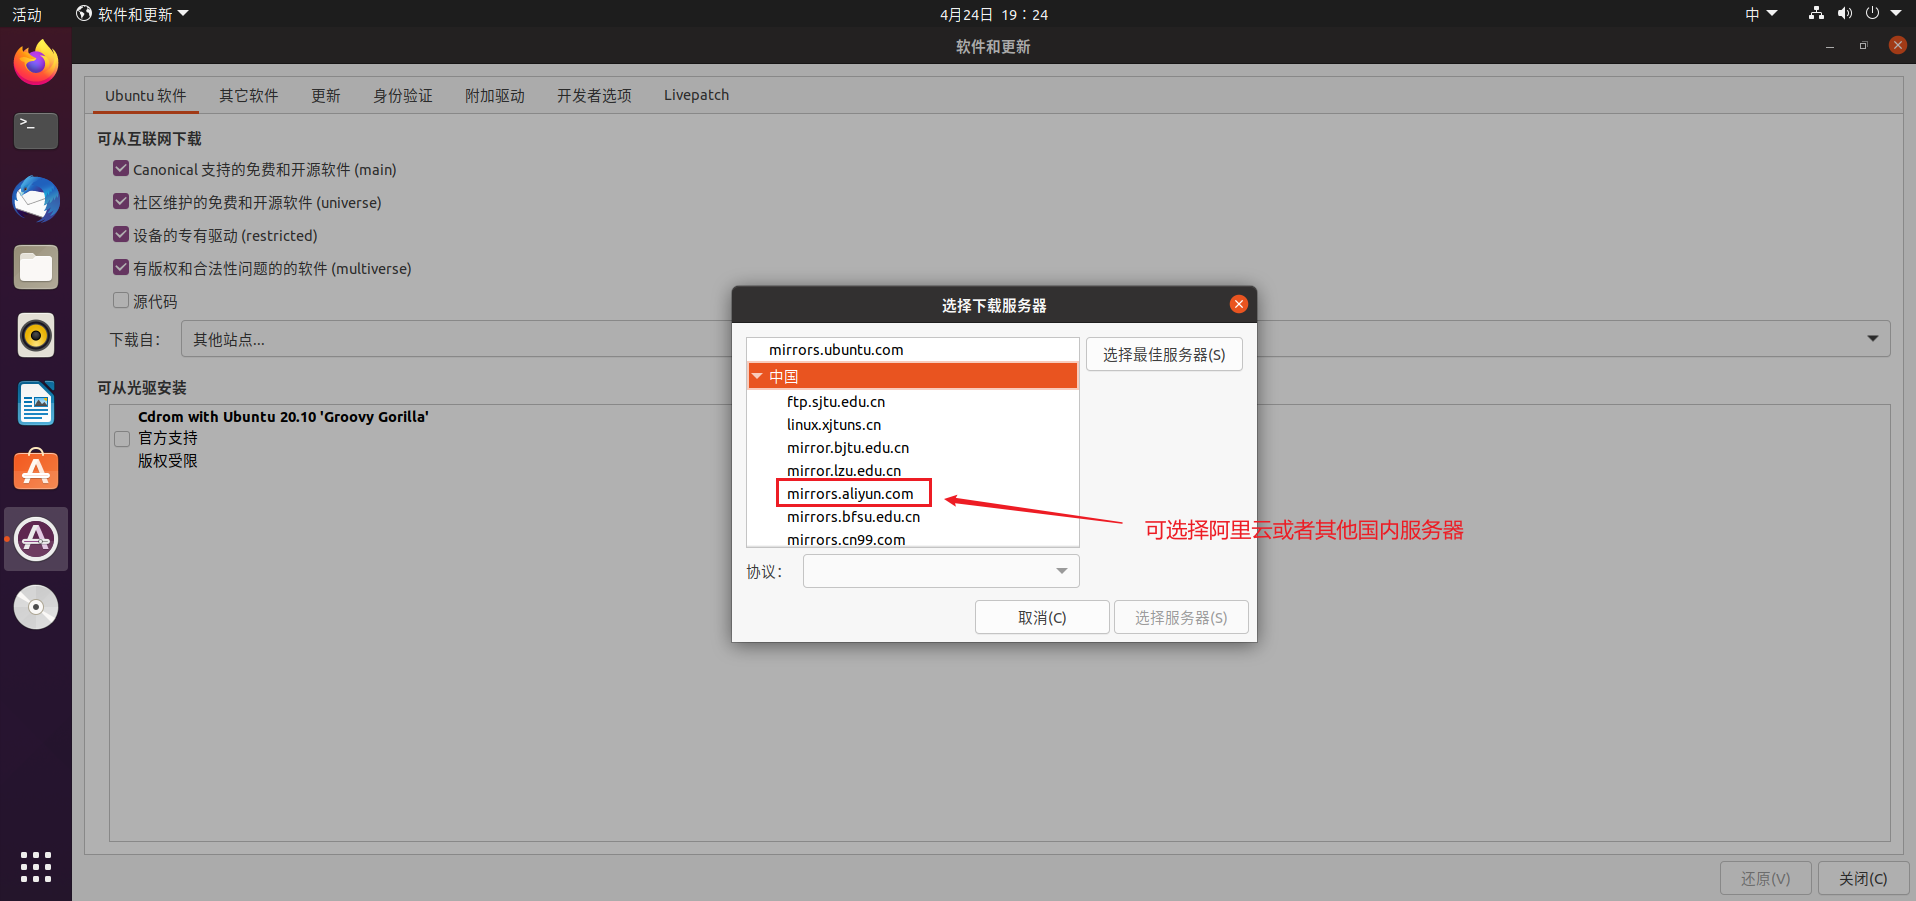 活动
软件和更新
4月24日 19：24
中
软件和更新
Ubuntu 软件
其它软件
更新
身份验证
附加驱动
开发者选项
Livepatch
可从互联网下载
Canonical 支持的免费和开源软件 (main)
社区维护的免费和开源软件 (universe)
设备的专有驱动 (restricted)
有版权和合法性问题的的软件 (multiverse)
源代码
下载自：
其他站点...
可从光驱安装
Cdrom with Ubuntu 20.10 'Groovy Gorilla'
官方支持
版权受限
选择下载服务器
mirrors.ubuntu.com
中国
ftp.sjtu.edu.cn
linux.xjtuns.cn
mirror.bjtu.edu.cn
mirror.lzu.edu.cn
mirrors.aliyun.com
mirrors.bfsu.edu.cn
mirrors.cn99.com
选择最佳服务器(S)
协议：
取消(C)
选择服务器(S)
可选择阿里云或者其他国内服务器
还原(V)
关闭(C)
>_